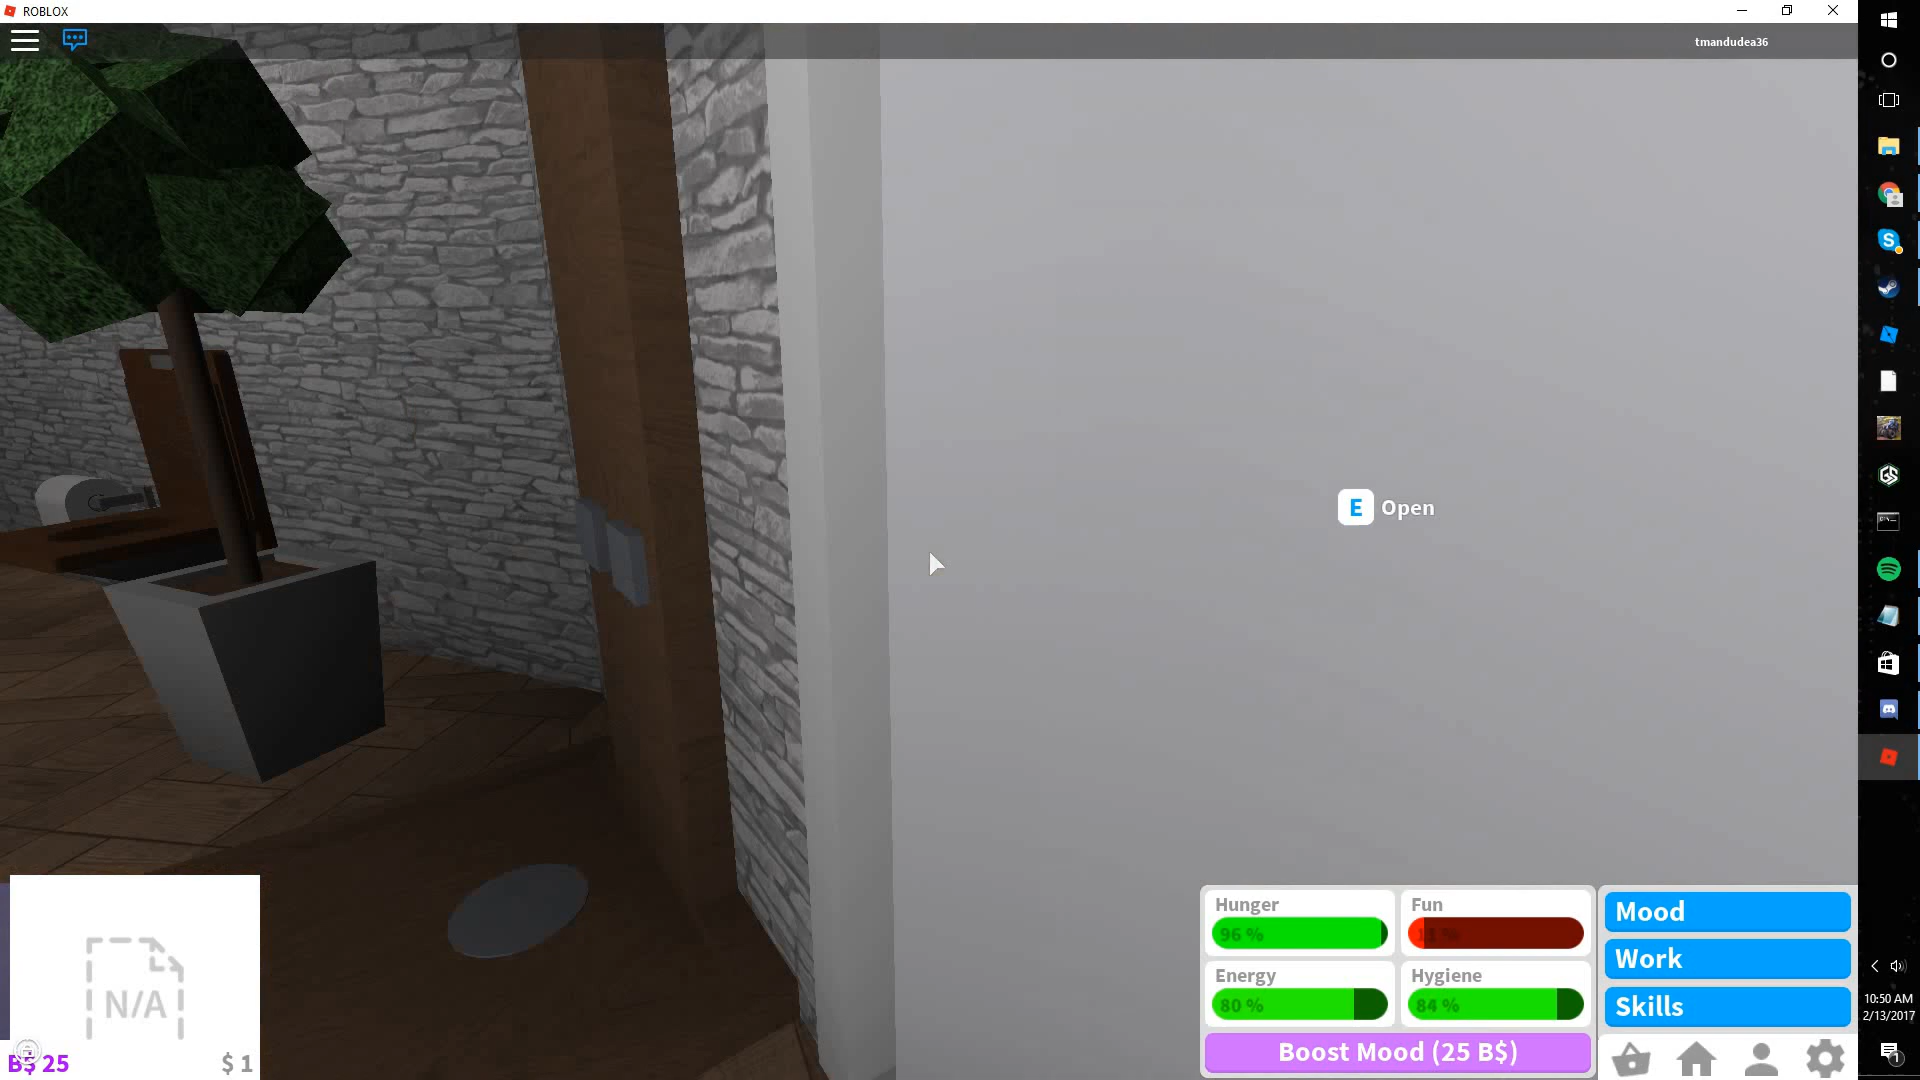 ROBLOX
tmandudea36
E Open
Hunger
96 %
Fun
Energy
80 %
Hygiene
84 %
Boost Mood (25 B$)
Mood
Work
Skills
N/A
B$ 25
$ 1
10:50 AM
2/13/2017
1